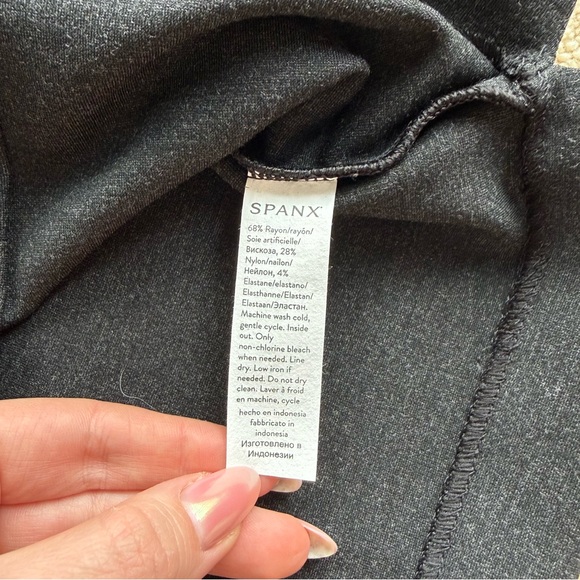 SPANX
68% Rayon/rayón/
Soie artificielle/
Вискоза, 28%
Nylon/nailon/
Нейлон, 4%
Elastane/elastano/
Elasthanne/Elastan/
Elastaan/Эластан.
Machine wash cold,
gentle cycle. Inside
out. Only
non-chlorine bleach
when needed. Line
dry. Low iron if
needed. Do not dry
clean. Laver à froid
en machine, cycle
hecho en indonesia
fabbricato in
indonesia
Изготовлено в
Индонезии